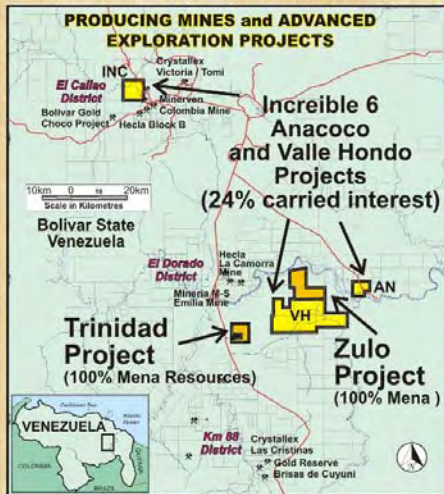 PRODUCING MINES and ADVANCED
EXPLORATION PROJECTS
INC
Crystallex
Victoria / Tomi
El Callao
District
Minerven
Colombia Mine
Bolivar Gold
Choco Project
Hecla Block B
Increible 6
Anacoco
and Valle Hondo
Projects
(24% carried interest)
10km 0 20km
Scale in Kilometres
Bolivar State
Venezuela
El Dorado
District
Hecla
La Camorra
Mine
Mineria M-S
Emilia Mine
AN
VH
Trinidad
Project
(100% Mena Resources)
Zulo
Project
(100% Mena )
Km 88
District
Crystallex
Las Cristinas
Gold Reserve
Brisas de Cuyuni
VENEZUELA
COLOMBIA
BRAZIL
N